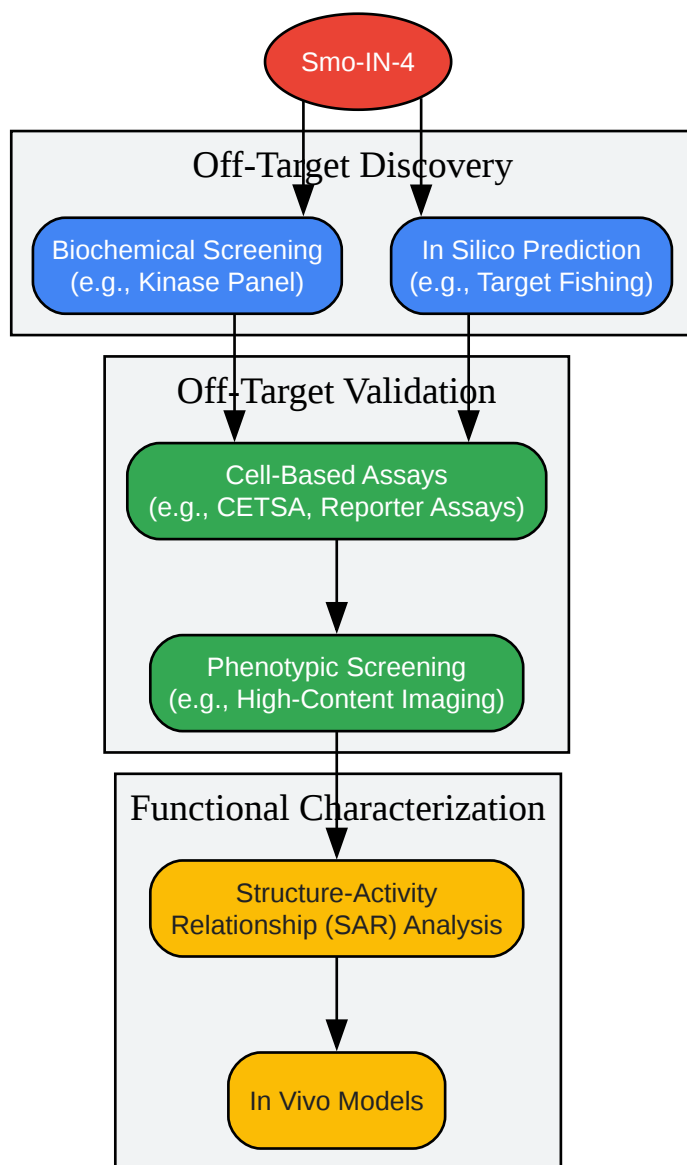 Smo-IN-4
Off-Target Discovery
Biochemical Screening
(e.g., Kinase Panel)
In Silico Prediction
(e.g., Target Fishing)
Off-Target Validation
Cell-Based Assays
(e.g., CETSA, Reporter Assays)
Phenotypic Screening
(e.g., High-Content Imaging)
Functional Characterization
Structure-Activity
Relationship (SAR) Analysis
In Vivo Models